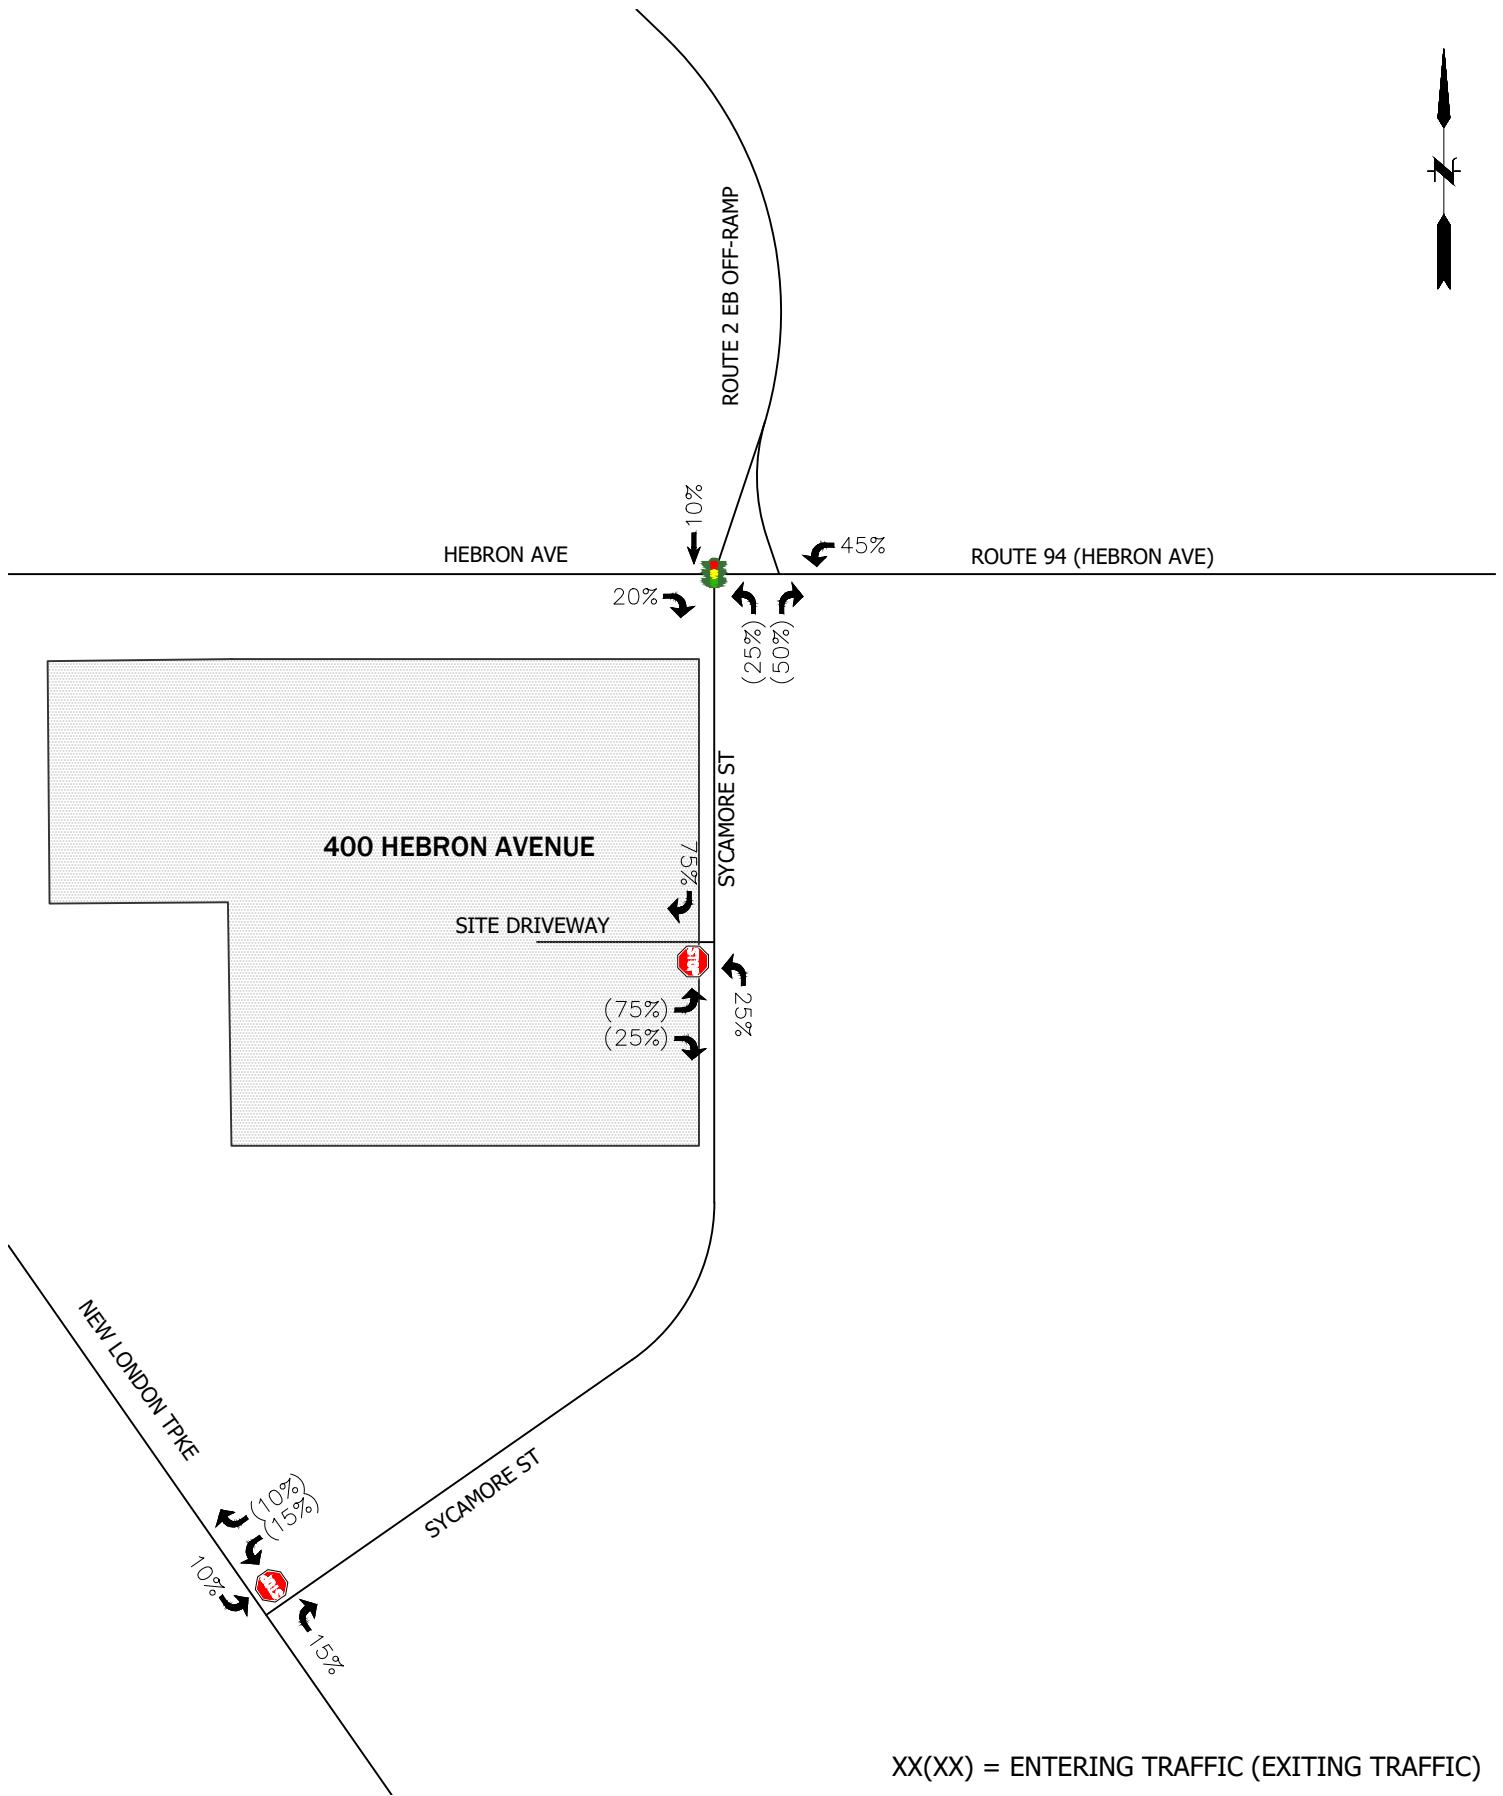 ROUTE 2 EB OFF-RAMP
N
10%
HEBRON AVE
45%
ROUTE 94 (HEBRON AVE)
20%
(25%)
(50%)
SYCAMORE ST
400 HEBRON AVENUE
75%
SITE DRIVEWAY
STOP
(75%)
(25%)
25%
NEW LONDON TPKE
SYCAMORE ST
(10%)
(15%)
10%
STOP
15%
XX(XX) = ENTERING TRAFFIC (EXITING TRAFFIC)